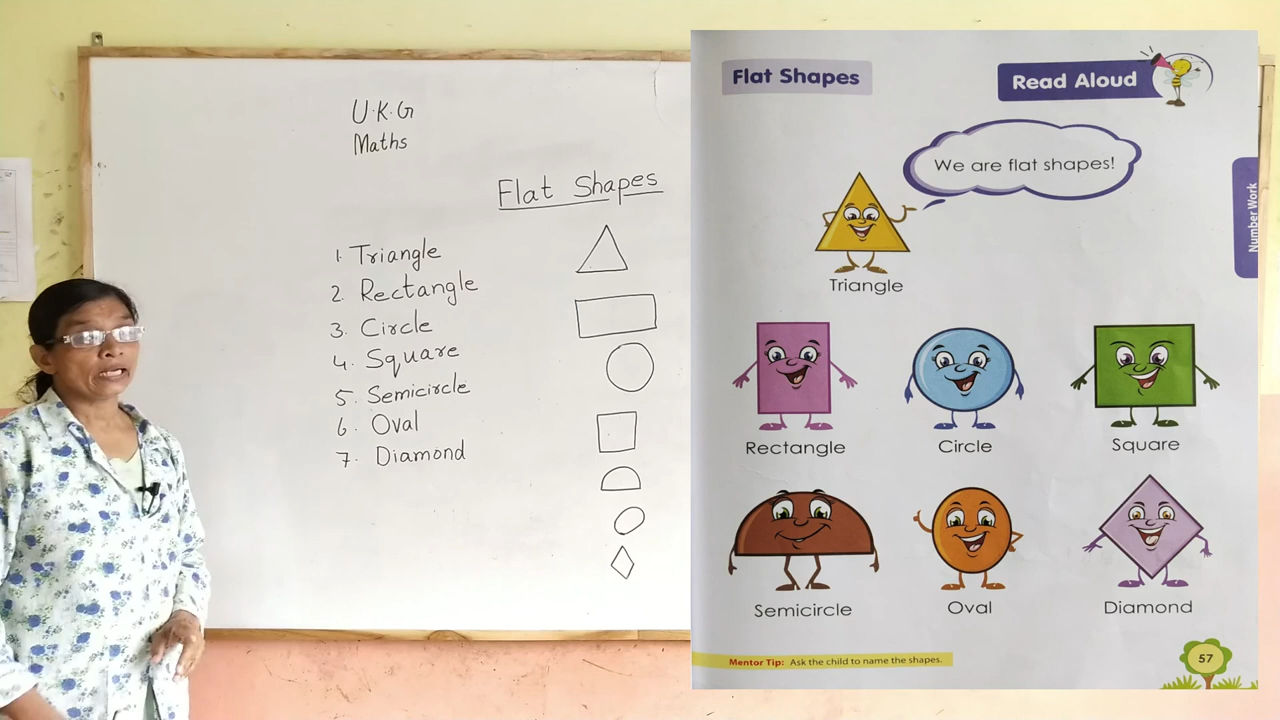 U.K.G
Maths
Flat Shapes
1. Triangle
2. Rectangle
3. Circle
4. Square
5. Semicircle
6. Oval
7. Diamond
Flat Shapes
Read Aloud
We are flat shapes!
Number Work
Triangle
Rectangle
Circle
Square
Semicircle
Oval
Diamond
Mentor Tip: Ask the child to name the shapes.
57